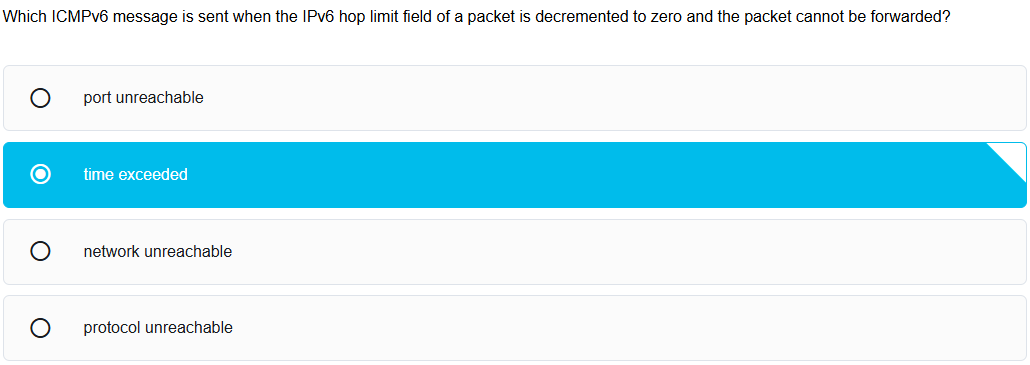 Which ICMPv6 message is sent when the IPv6 hop limit field of a packet is decremented to zero and the packet cannot be forwarded?
port unreachable
time exceeded
network unreachable
protocol unreachable